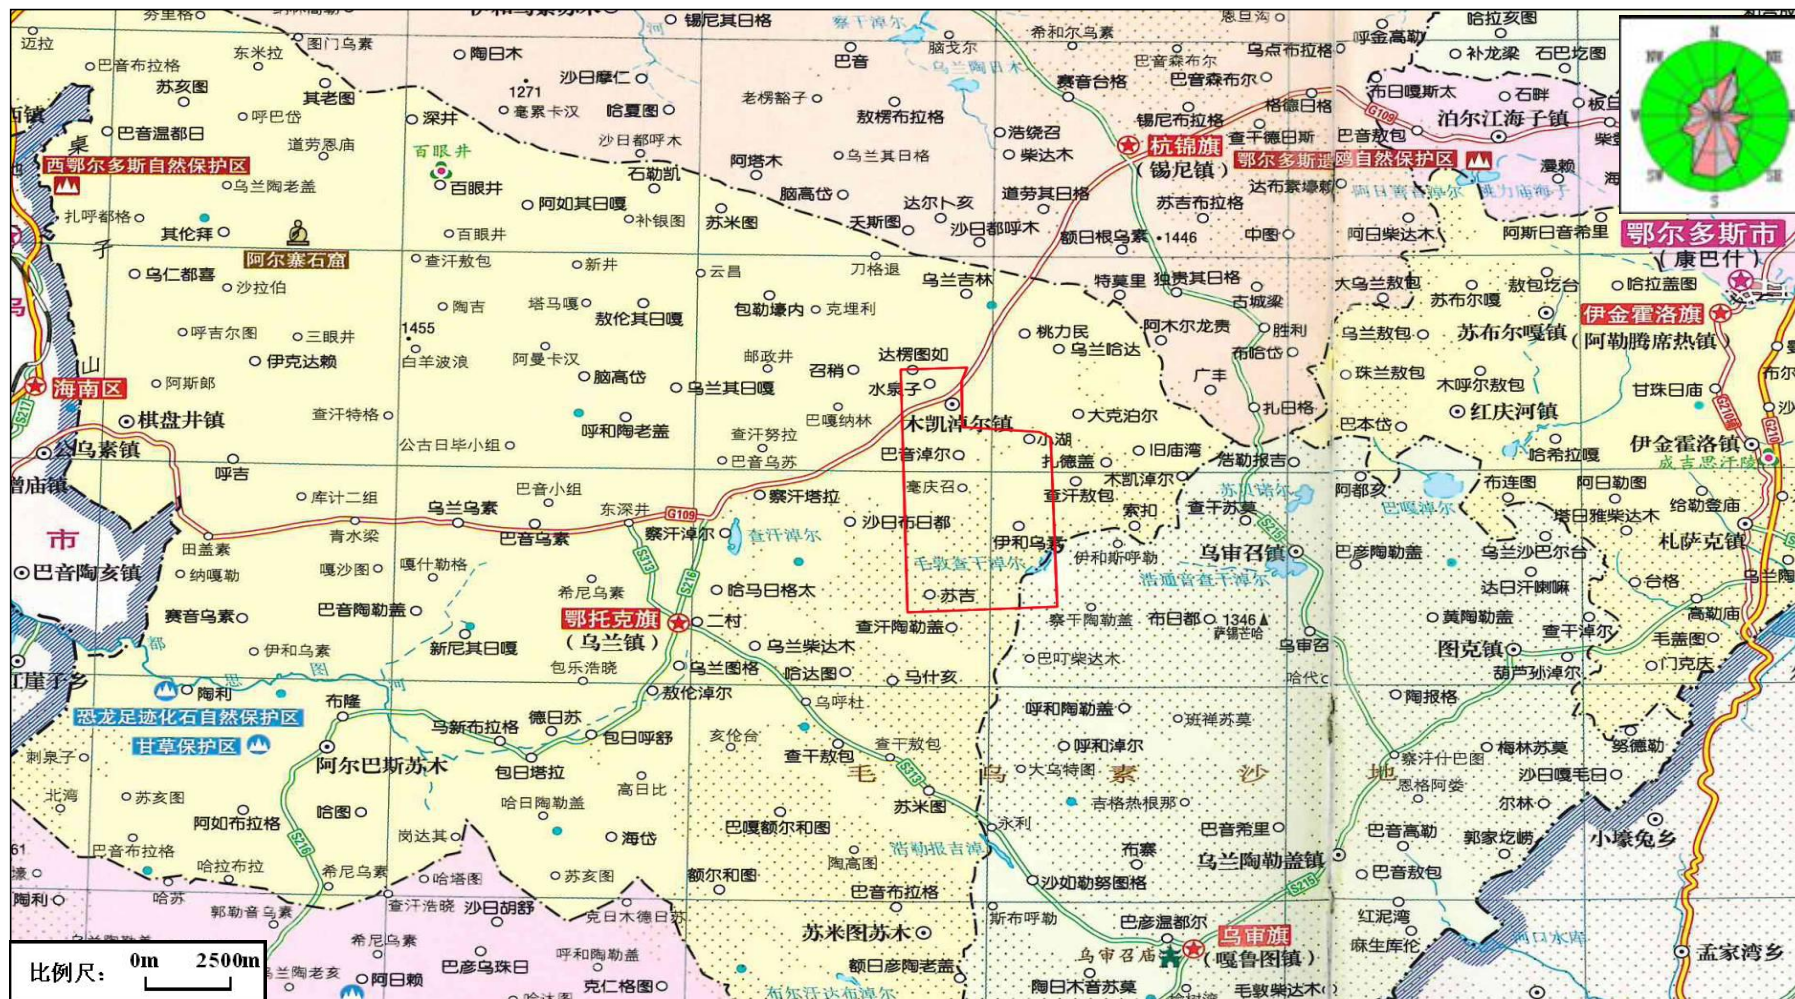 锡尼其日格
察干淖尔
恩旦沟
哈拉亥图
迈拉
图门乌素
东米拉
陶日木
巴音
脑戈尔
希和尔乌素
乌点布拉格
呼金高勒
补龙梁
石巴圪图
巴音布拉格
苏亥图
其老图
1271
沙日摩仁
乌兰陶日木
赛音台格
巴音森布尔
巴音森布尔
布日嘎斯太
石畔
毫累卡汉
哈夏图
老楞豁子
敖楞布拉格
格德日格
G109
泊尔江海子镇
巴音温都日
呼巴岱
深井
沙日都呼木
浩绕召
锡尼布拉格
查干德日斯
巴音敖包
道劳恩庙
百眼井
阿塔木
乌兰其日格
柴达木
杭锦旗
(锡尼镇)
鄂尔多斯遗鸥自然保护区
漫赖
西鄂尔多斯自然保护区
乌兰陶老盖
百眼井
石勒凯
脑高岱
道劳其日格
达布素壕赖
桃力庙海子
扎呼都格
阿如其日嘎
补银图
苏米图
天斯图
达尔卜亥
苏吉布拉格
其伦拜
百眼井
沙日都呼木
额日根乌素
1446
中图
阿日柴达木
阿斯日音希里
鄂尔多斯市
(康巴什)
阿尔寨石窟
查汗敖包
新井
云昌
刀格退
乌兰吉林
特莫里
独贵其日格
大乌兰敖包
敖包圪台
哈拉盖图
乌仁都喜
沙拉伯
陶吉
塔马嘎
敖伦其日嘎
包勒壕内
克埋利
古城梁
苏布尔嘎
伊金霍洛旗
(阿勒腾席热镇)
呼吉尔图
三眼井
1455
桃力民
阿木尔龙贵
胜利
乌兰敖包
苏布尔嘎镇
伊克达赖
白羊波浪
阿曼卡汉
邮政井
达楞图如
乌兰哈达
布哈岱
海南区
阿斯郎
脑高岱
乌兰其日嘎
召稍
水泉子
广丰
珠兰敖包
木呼尔敖包
甘珠日庙
S217
棋盘井镇
查汗特格
呼和陶老盖
巴嘎纳林
木凯淖尔镇
大克泊尔
扎日格
巴本岱
红庆河镇
公乌素镇
公古日毕小组
查汗努拉
巴音淖尔
小湖
旧庙湾
哈希拉嘎
伊金霍洛镇
成吉思汗陵
呼吉
巴音乌苏
扎德盖
浩勒报吉
G210
库计二组
巴音小组
察汗塔拉
毫庆召
查汗敖包
木凯淖尔
苏贝诺尔
阿都亥
巴嘎淖尔
布连图
阿日勒图
给勒登庙
乌兰乌素
东深井
G109
察汗淖尔
查汗淖尔
沙日布日都
索扣
查干苏莫
塔日雅柴达木
市
田盖素
青水梁
巴音乌素
伊和乌素
伊和斯呼勒
S215
乌审召镇
巴彦陶勒盖
乌兰沙巴尔台
札萨克镇
巴音陶亥镇
纳嘎勒
嘎沙图
嘎什勒格
S313
S216
毛敦查干淖尔
浩通音查干淖尔
达日汗喇嘛
台格
赛音乌素
巴音陶勒盖
希尼乌素
哈马日格太
苏吉
察干陶勒盖
布日都
1346
萨锡芒哈
黄陶勒盖
高勒庙
鄂托克旗
(乌兰镇)
二村
查汗陶勒盖
乌审召
查干淖尔
毛盖图
伊和乌素
新尼其日嘎
包乐浩晓
乌兰柴达木
巴叮柴达木
图克镇
葫芦孙淖尔
门克庆
陶利
乌兰图格
哈达图
马什亥
恐龙足迹化石自然保护区
布隆
敖伦淖尔
乌呼杜
呼和陶勒盖
陶报格
甘草保护区
马新布拉格
德日苏
包日呼舒
亥伦台
查干敖包
查干敖包
班禅苏莫
呼和淖尔
梅林苏莫
努德勒
刺泉子
阿尔巴斯苏木
包日塔拉
察汗什巴图
毛乌素沙地
大乌特图
沙日嘎毛日
北湾
苏亥图
哈图
哈日陶勒盖
高日比
S313
苏米图
吉格热根那
恩格阿娄
尔林
阿如布拉格
岗达其
海岱
巴嘎额尔和图
永利
巴音希里
巴音高勒
郭家圪崂
小壕兔乡
巴音布拉格
S216
哈拉布拉
陶高图
浩勒报吉淖
布寨
乌兰陶勒盖镇
希尼乌素
哈塔图
苏亥图
额尔和图
巴音布拉格
沙如勒努图格
S215
巴音敖包
陶利
哈苏
郭勒音乌素
查汗浩晓
沙日胡舒
克日木德日苏
斯布呼勒
巴彦温都尔
红泥湾
希尼乌素
苏米图苏木
乌审旗
(嘎鲁图镇)
麻生库伦
河口水库
孟家湾乡
比例尺：
0m
2500m
阿日赖
巴彦乌珠日
呼和陶勒盖
克仁格图
额日彦陶老盖
乌审召庙
陶日木音苏莫
毛敦柴达木
N
NE
SE
S
SW
W
NW